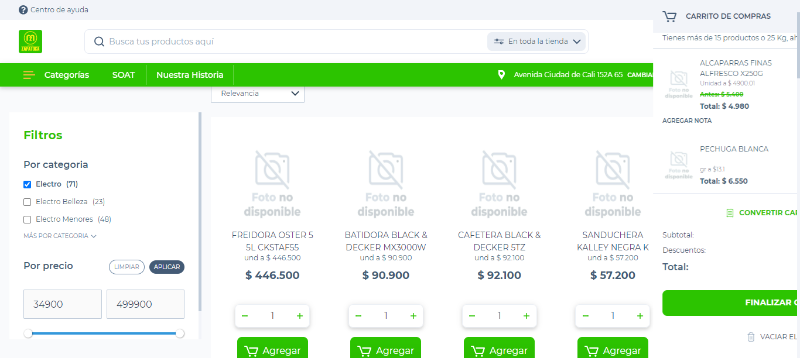 Centro de ayuda
CARRITO DE COMPRAS
Tienes más de 15 productos o 25 Kg, ah
Busca tus productos aquí
En toda la tienda
Categorías
SOAT
Nuestra Historia
Avenida Ciudad de Cali 152A 65
CAMBIAR
Relevancia
Filtros
Por categoría
Electro (71)
Electro Belleza (23)
Electro Menores (48)
MÁS POR CATEGORIA
Por precio
LIMPIAR
APLICAR
34900
499900
Foto no
disponible
FREIDORA OSTER 5
5L CKSTAF55
und a $ 446.500
$ 446.500
1
Agregar
Foto no
disponible
BATIDORA BLACK &
DECKER MX3000W
und a $ 90.900
$ 90.900
1
Agregar
Foto no
disponible
CAFETERA BLACK &
DECKER 5TZ
und a $ 92.100
$ 92.100
1
Agregar
Foto no
disponible
SANDUCHERA
KALLEY NEGRA K
und a $ 57.200
$ 57.200
1
Agregar
Foto no
disponible
ALCAPARRAS FINAS
ALFRESCO X250G
Unidad a $ 4900.01
Antes: $ 5.400
Total: $ 4.980
AGREGAR NOTA
Foto no
disponible
PECHUGA BLANCA
gr a $13.1
Total: $ 6.550
CONVERTIR CA
Subtotal:
Descuentos:
Total:
FINALIZAR
VACIAR EL